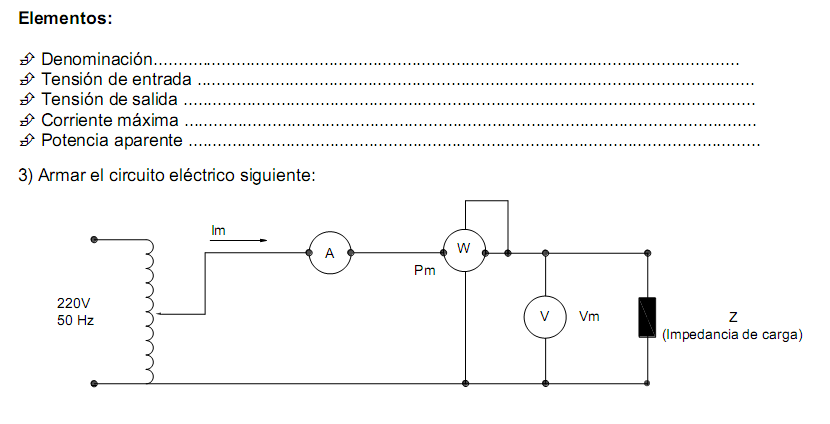 Elementos:
Denominación......................................................................................................................
Tensión de entrada ................................................................................................................
Tensión de salida ...................................................................................................................
Corriente máxima ...................................................................................................................
Potencia aparente ...................................................................................................................
3) Armar el circuito eléctrico siguiente:
Im
A
W
Pm
220V
50 Hz
V
Vm
Z
(Impedancia de carga)